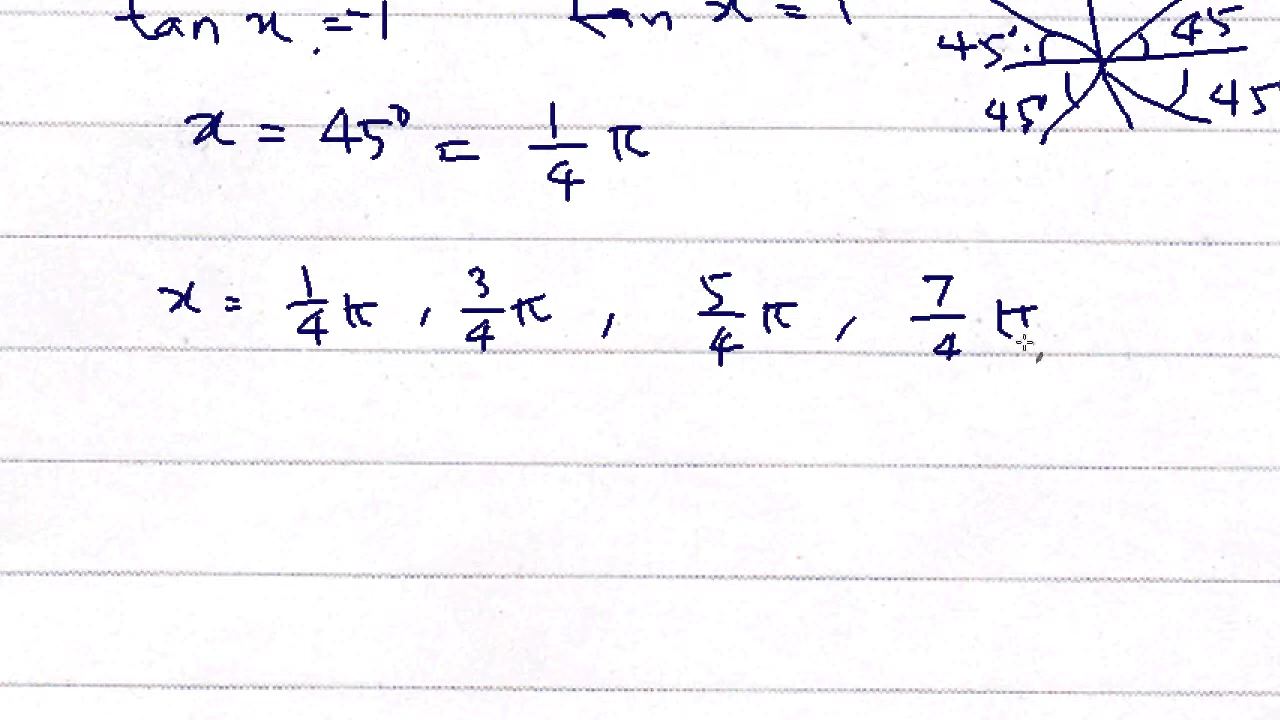 tan x = -1 tan x = 1
45° 45
45° 45
x = 45° = 1/4 π
x = 1/4 π , 3/4 π , 5/4 π , 7/4 π